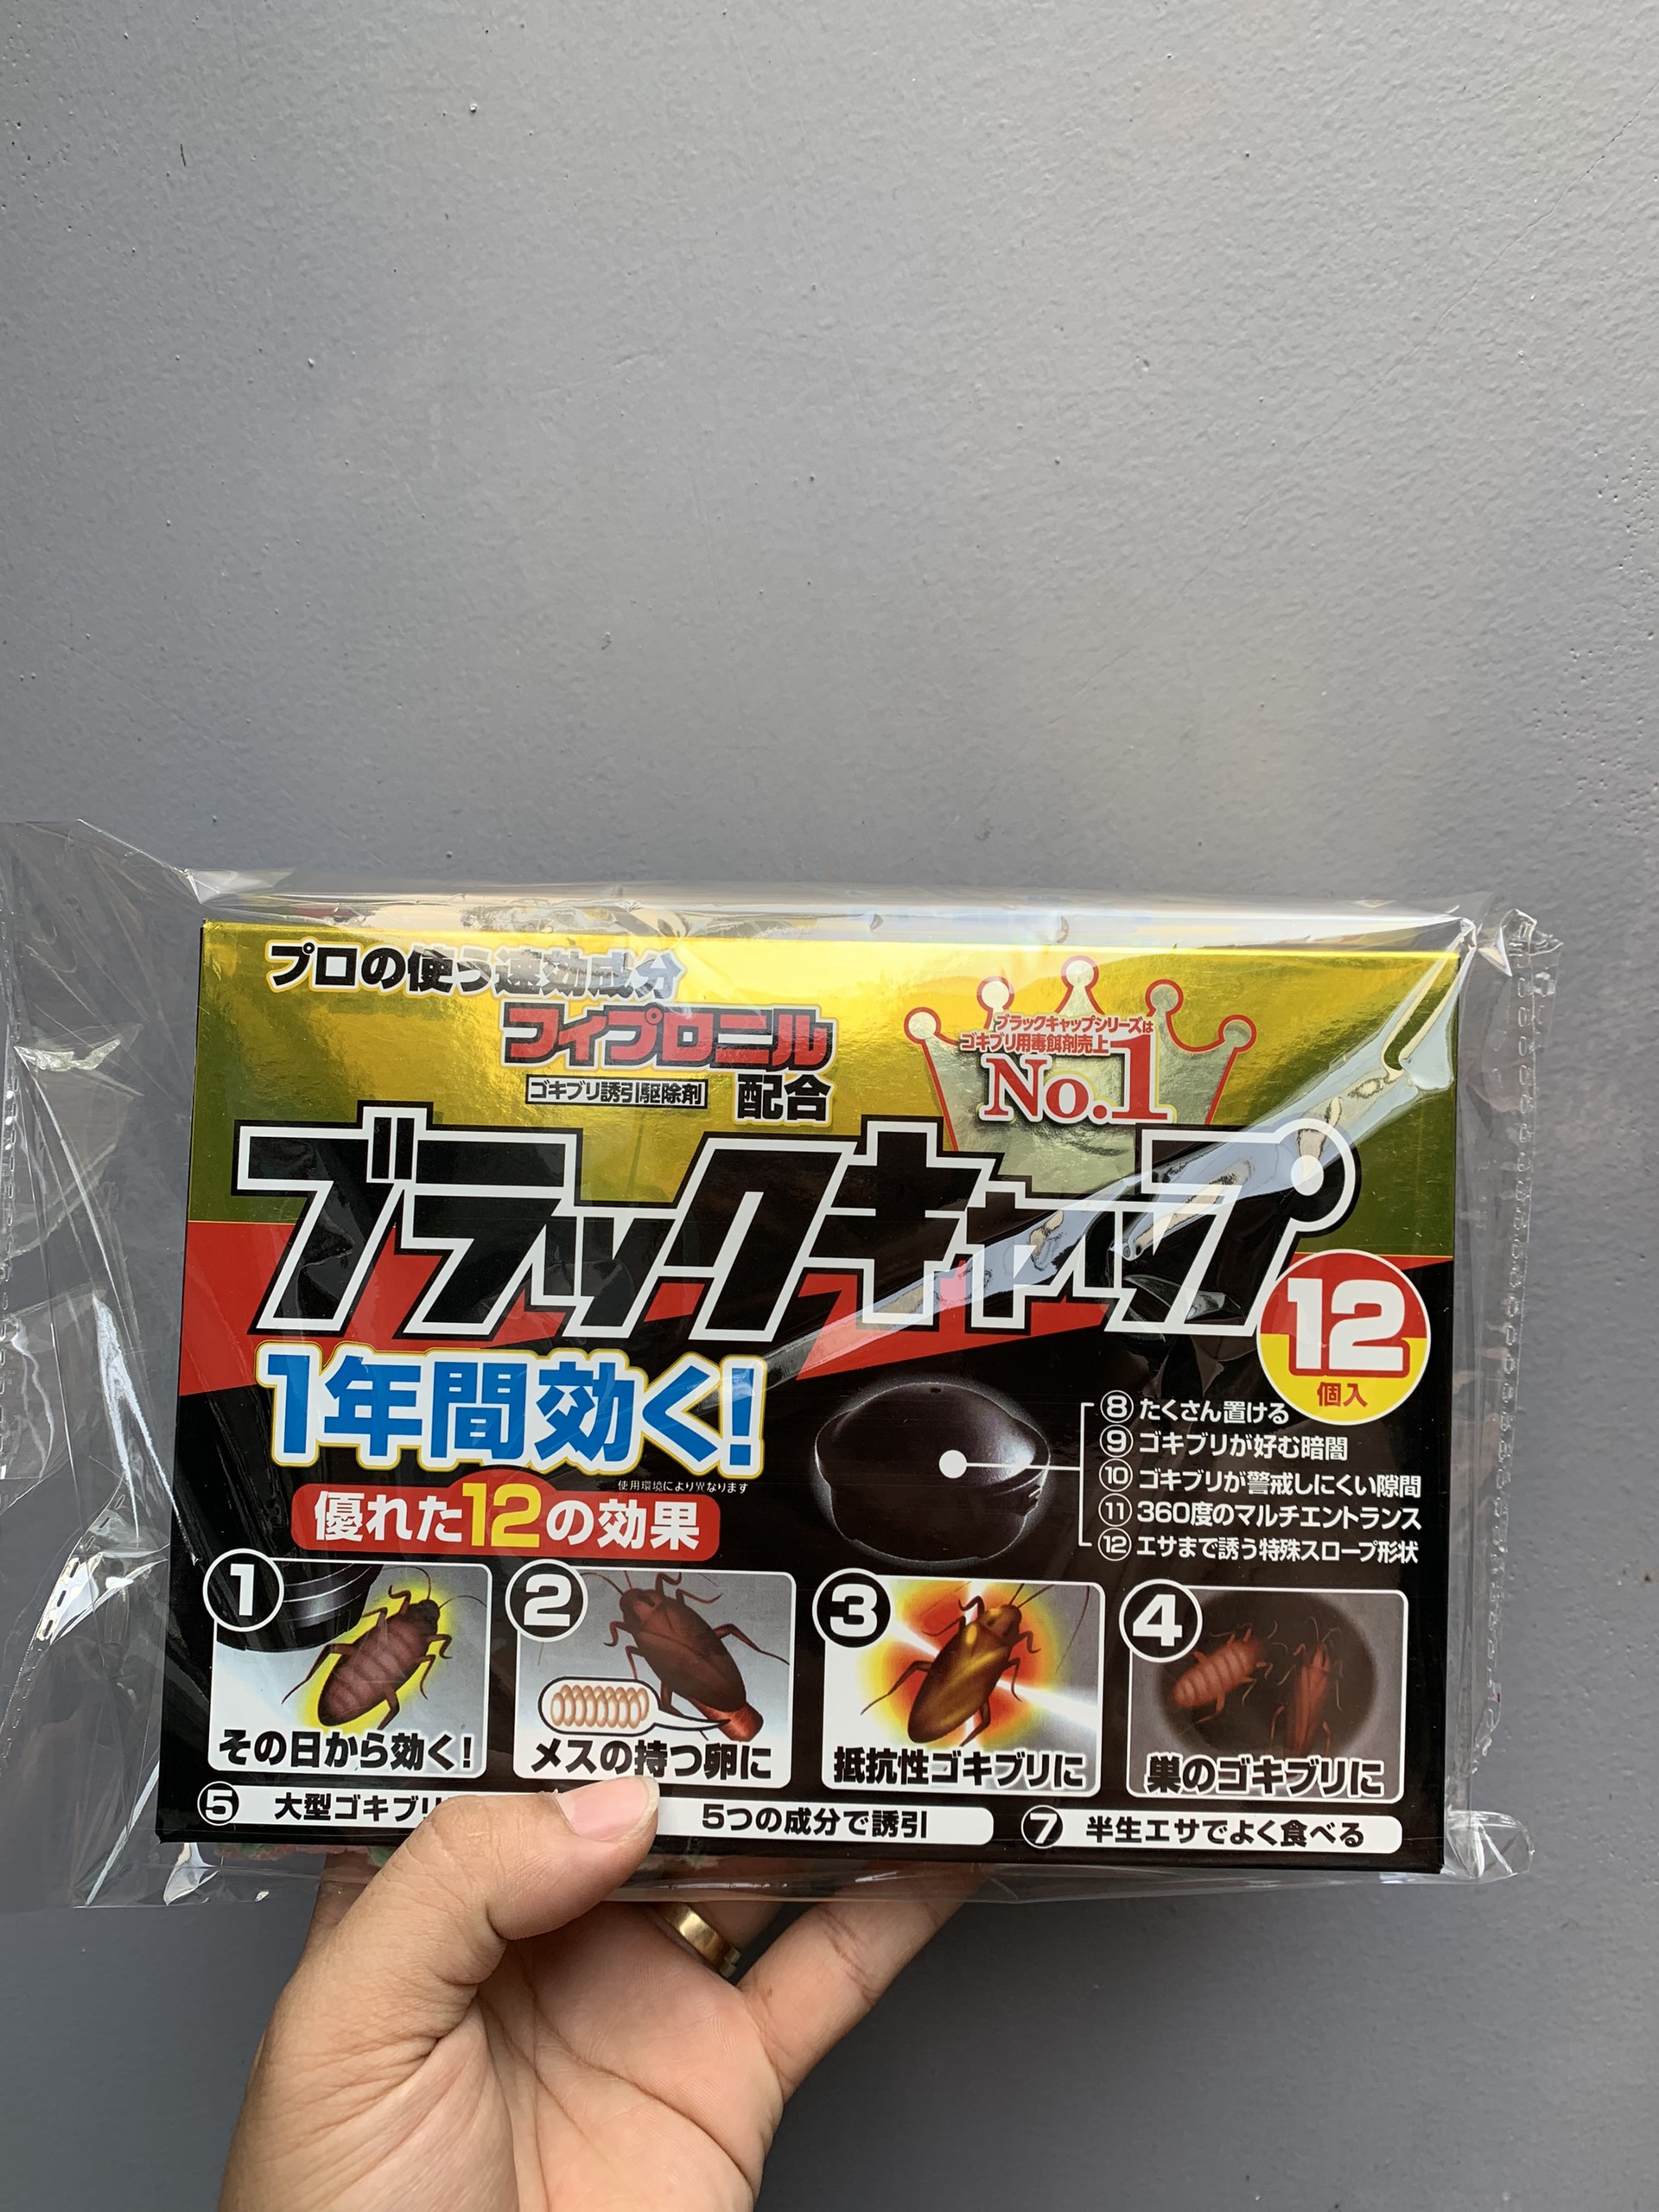 プロの使う速効成分
フィプロニル
ゴキブリ誘引駆除剤 配合
ブラックキャップシリーズは
ゴキブリ用毒餌剤売上
No.1
ブラックキャップ
12
個入
1年間効く!
使用環境により異なります
優れた12の効果
⑧ たくさん置ける
⑨ ゴキブリが好む暗闇
⑩ ゴキブリが警戒しにくい隙間
⑪ 360度のマルチエントランス
⑫ エサまで誘う特殊スロープ形状
1 その日から効く!
2 メスの持つ卵に
3 抵抗性ゴキブリに
4 巣のゴキブリに
⑤ 大型ゴキブリ
5つの成分で誘引
⑦ 半生エサでよく食べる